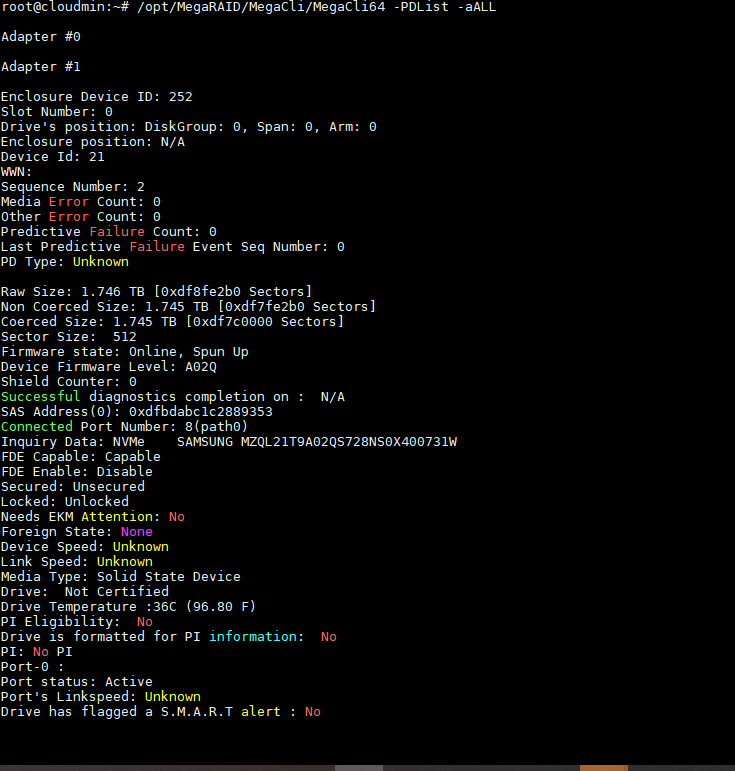 root@cloudmin:~# /opt/MegaRAID/MegaCli/MegaCli64 -PDList -aALL
Adapter #0
Adapter #1
Enclosure Device ID: 252
Slot Number: 0
Drive's position: DiskGroup: 0, Span: 0, Arm: 0
Enclosure position: N/A
Device Id: 21
WWN:
Sequence Number: 2
Media Error Count: 0
Other Error Count: 0
Predictive Failure Count: 0
Last Predictive Failure Event Seq Number: 0
PD Type: Unknown
Raw Size: 1.746 TB [0xdf8fe2b0 Sectors]
Non Coerced Size: 1.745 TB [0xdf7fe2b0 Sectors]
Coerced Size: 1.745 TB [0xdf7c0000 Sectors]
Sector Size:  512
Firmware state: Online, Spun Up
Device Firmware Level: A02Q
Shield Counter: 0
Successful diagnostics completion on :  N/A
SAS Address(0): 0xdfbdabc1c2889353
Connected Port Number: 8(path0)
Inquiry Data: NVMe    SAMSUNG MZQL21T9A02QS728NS0X400731W
FDE Capable: Capable
FDE Enable: Disable
Secured: Unsecured
Locked: Unlocked
Needs EKM Attention: No
Foreign State: None
Device Speed: Unknown
Link Speed: Unknown
Media Type: Solid State Device
Drive:  Not Certified
Drive Temperature :36C (96.80 F)
PI Eligibility:  No
Drive is formatted for PI information:  No
PI: No PI
Port-0 :
Port status: Active
Port's Linkspeed: Unknown
Drive has flagged a S.M.A.R.T alert : No